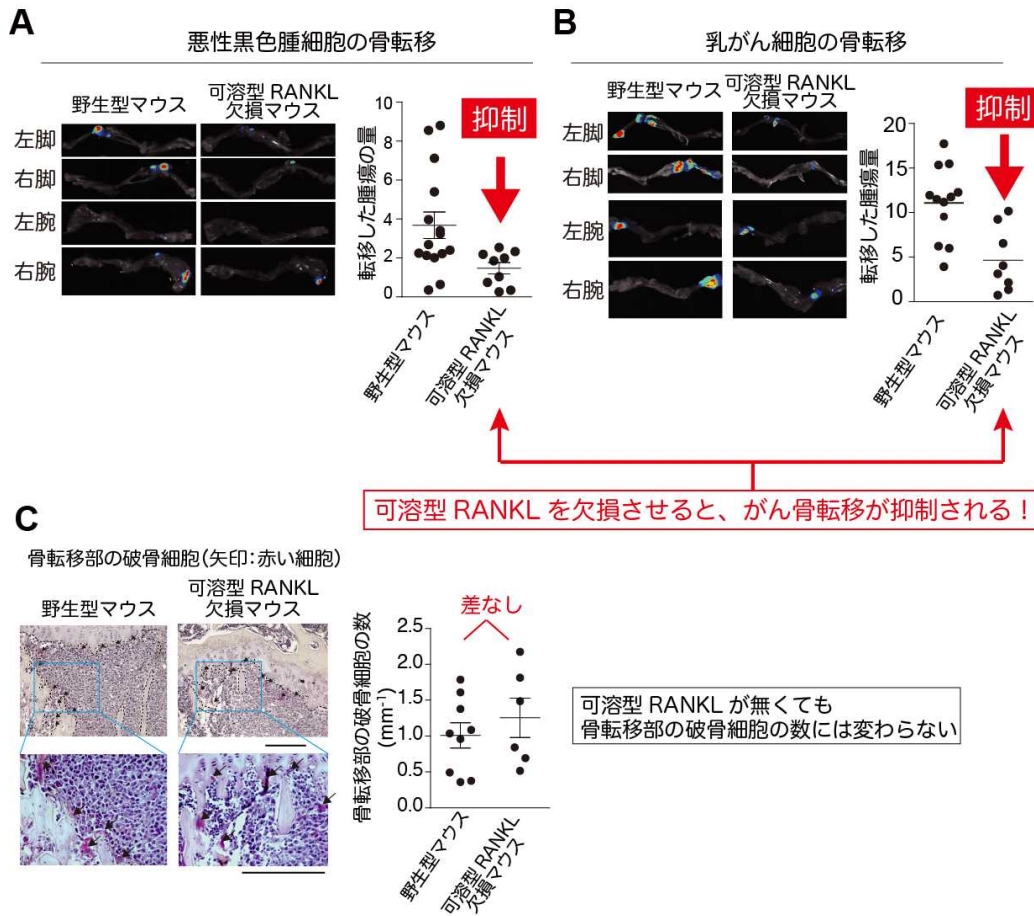 A
悪性黒色腫細胞の骨転移
野生型マウス
可溶型 RANKL
欠損マウス
左脚
右脚
左腕
右腕
転移した腫瘍の量
10
8
6
4
2
0
抑制
野生型マウス
可溶型 RANKL
欠損マウス
B
乳がん細胞の骨転移
野生型マウス
可溶型 RANKL
欠損マウス
左脚
右脚
左腕
右腕
転移した腫瘍量
20
15
10
5
0
抑制
野生型マウス
可溶型 RANKL
欠損マウス
可溶型 RANKL を欠損させると、がん骨転移が抑制される！
C
骨転移部の破骨細胞(矢印：赤い細胞)
野生型マウス
可溶型 RANKL
欠損マウス
骨転移部の破骨細胞の数
(mm-1)
2.5
2.0
1.5
1.0
0.5
0.0
差なし
野生型マウス
可溶型 RANKL
欠損マウス
可溶型 RANKL が無くても
骨転移部の破骨細胞の数には変わらない